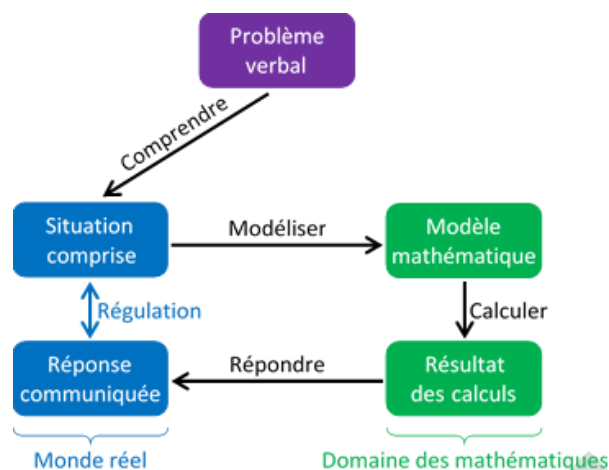 Problème
verbal
Comprendre
Situation
comprise
Modéliser
Modèle
mathématique
Régulation
Calculer
Réponse
communiquée
Répondre
Résultat
des calculs
Monde réel
Domaine des mathématiques